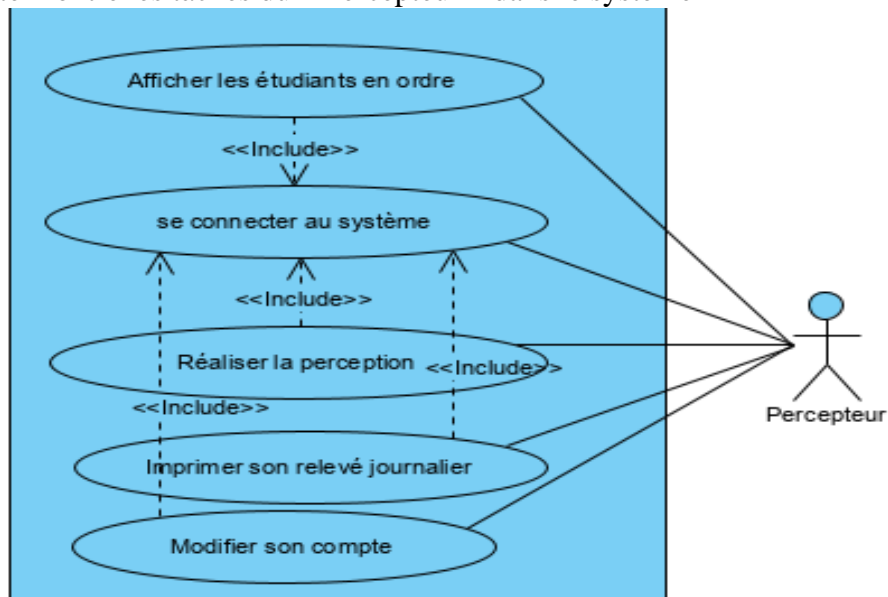 Afficher les étudiants en ordre
<<Include>>
se connecter au système
<<Include>>
Réaliser la perception
<<Include>>
<<Include>>
Percepteur
Imprimer son relevé journalier
Modifier son compte